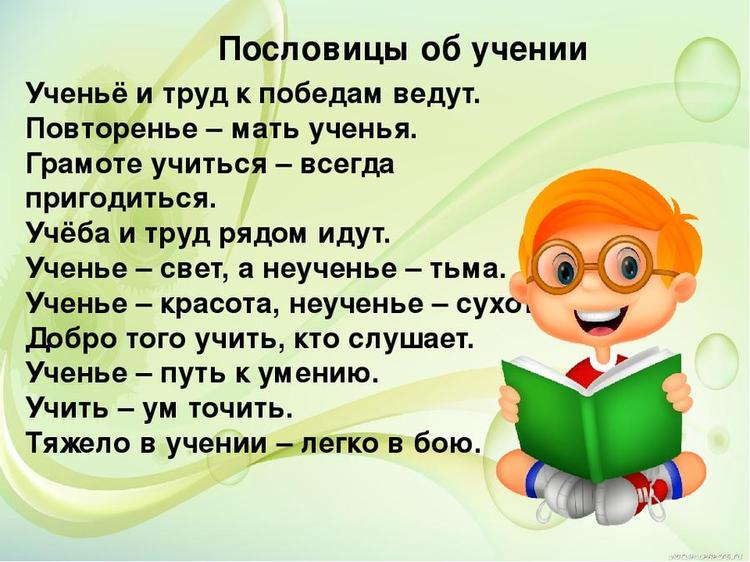 Пословицы об учении
Ученьё и труд к победам ведут.
Повторенье – мать ученья.
Грамоте учиться – всегда
пригодиться.
Учёба и труд рядом идут.
Ученье – свет, а неученье – тьма.
Ученье – красота, неученье –
Добро того учить, кто слушает.
Ученье – путь к умению.
Учить – ум точить.
Тяжело в учении – легко в бою.